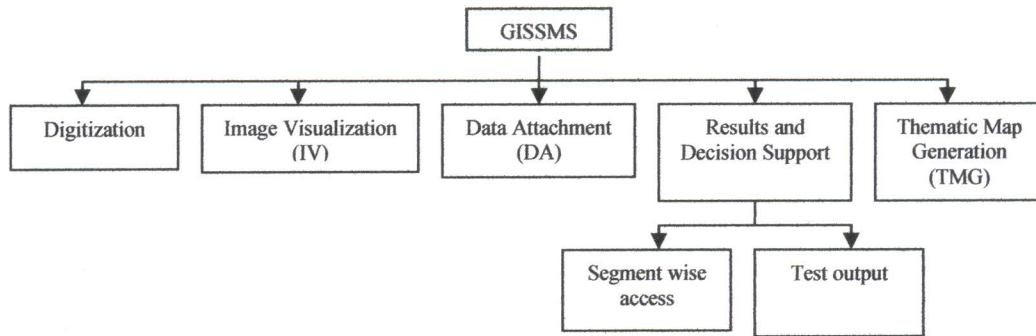 GISSMS
Digitization
Image Visualization
(IV)
Data Attachment
(DA)
Results and
Decision Support
Thematic Map
Generation
(TMG)
Segment wise
access
Test output